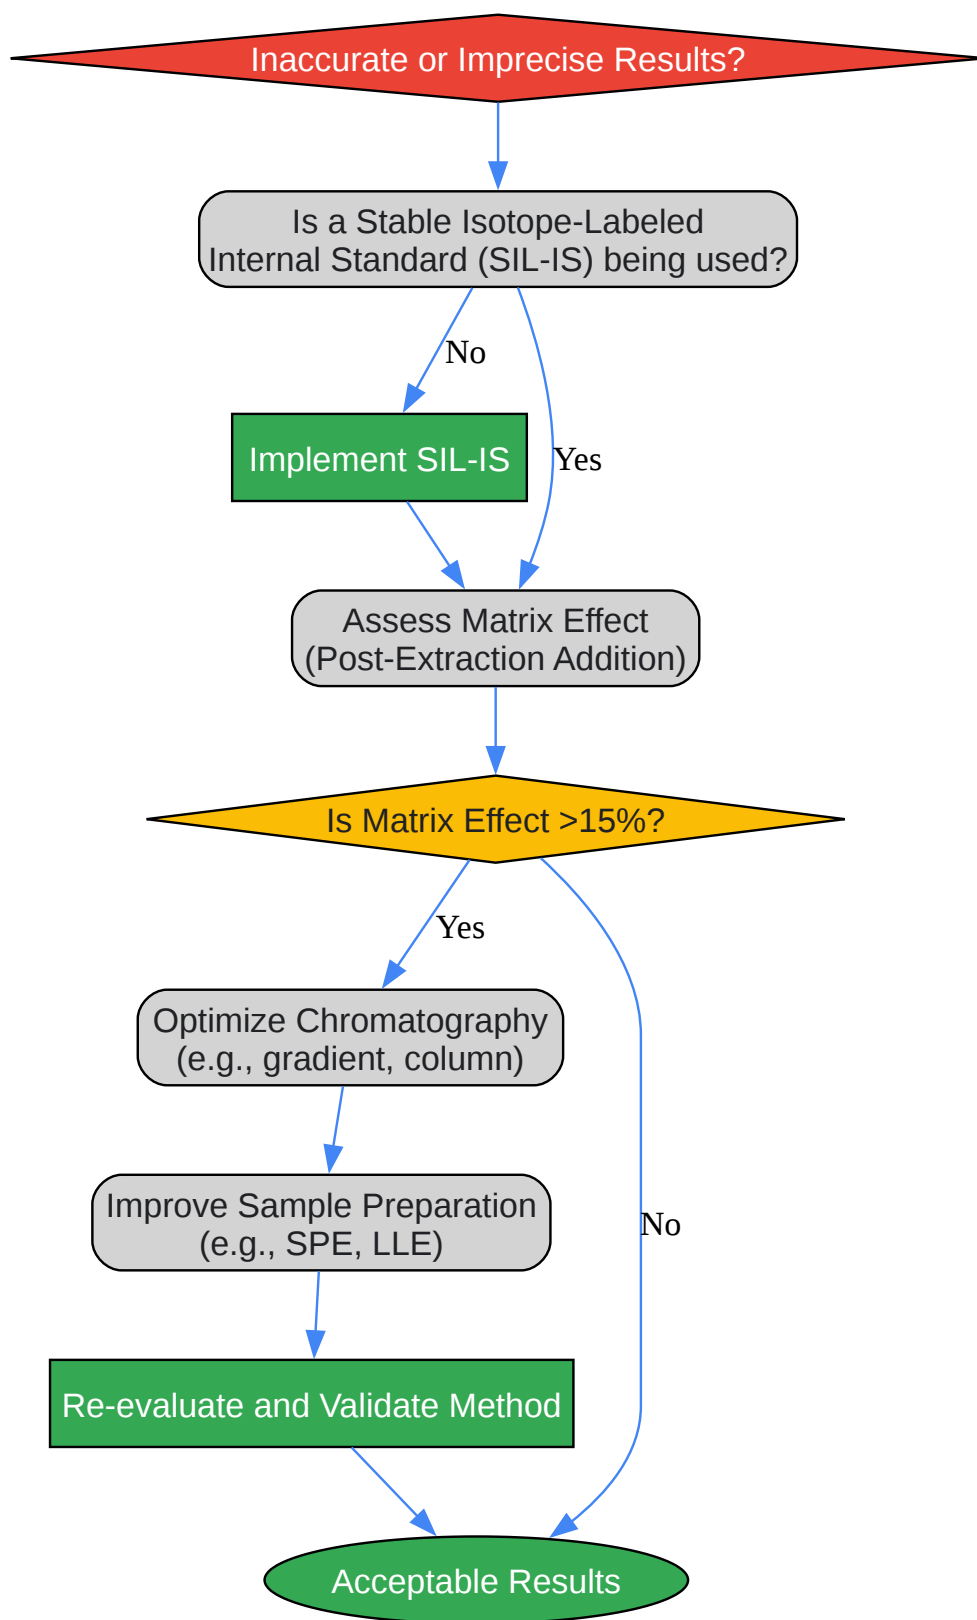 Inaccurate or Imprecise Results?
Is a Stable Isotope-Labeled
Internal Standard (SIL-IS) being used?
No
Implement SIL-IS
Yes
Assess Matrix Effect
(Post-Extraction Addition)
Is Matrix Effect >15%?
Yes
Optimize Chromatography
(e.g., gradient, column)
Improve Sample Preparation
(e.g., SPE, LLE)
No
Re-evaluate and Validate Method
Acceptable Results